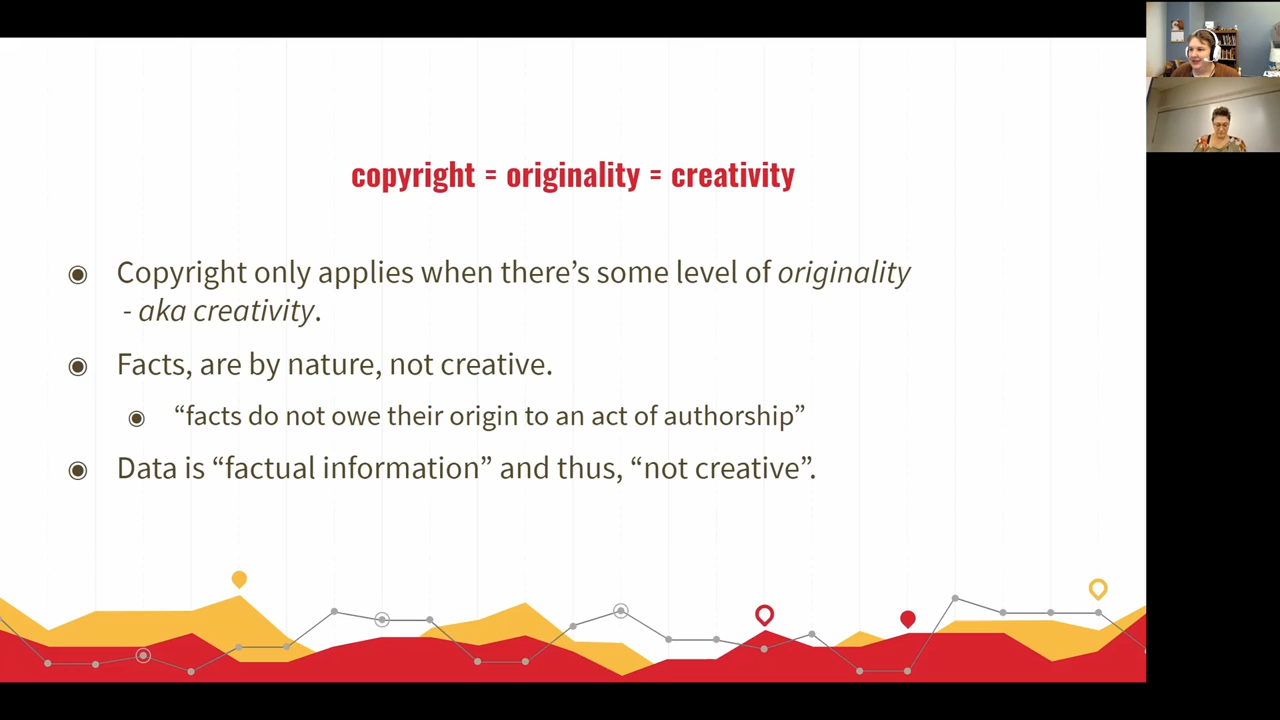 copyright = originality = creativity
Copyright only applies when there’s some level of originality
- aka creativity.
Facts, are by nature, not creative.
“facts do not owe their origin to an act of authorship”
Data is “factual information” and thus, “not creative”.